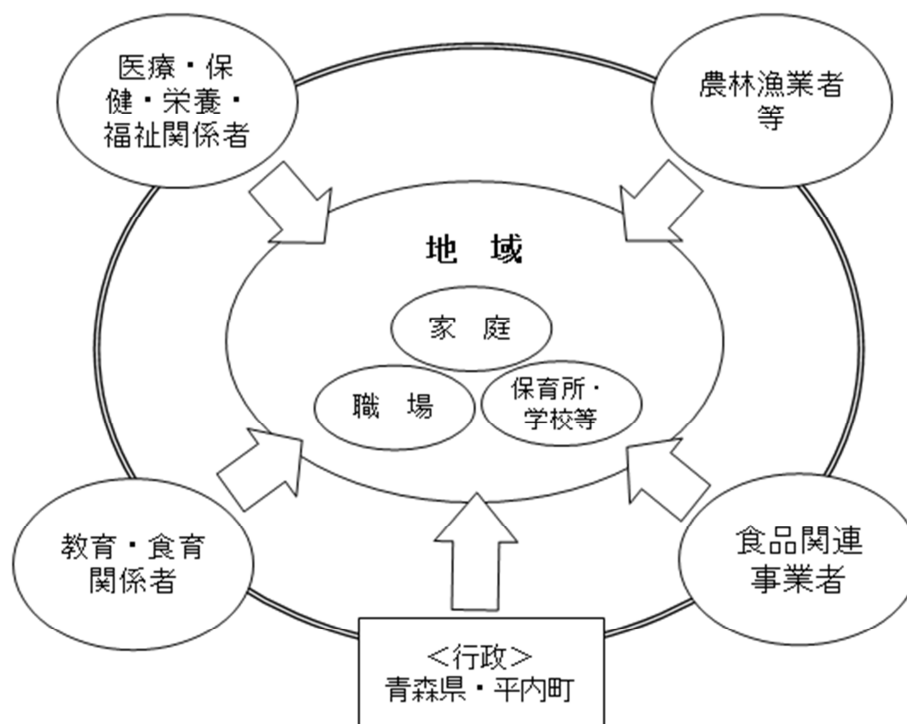 医療・保
健・栄養・
福祉関係者
農林漁業者
等
地 域
家 庭
職 場
保育所・
学校等
教育・食育
関係者
食品関連
事業者
＜行政＞
青森県・平内町